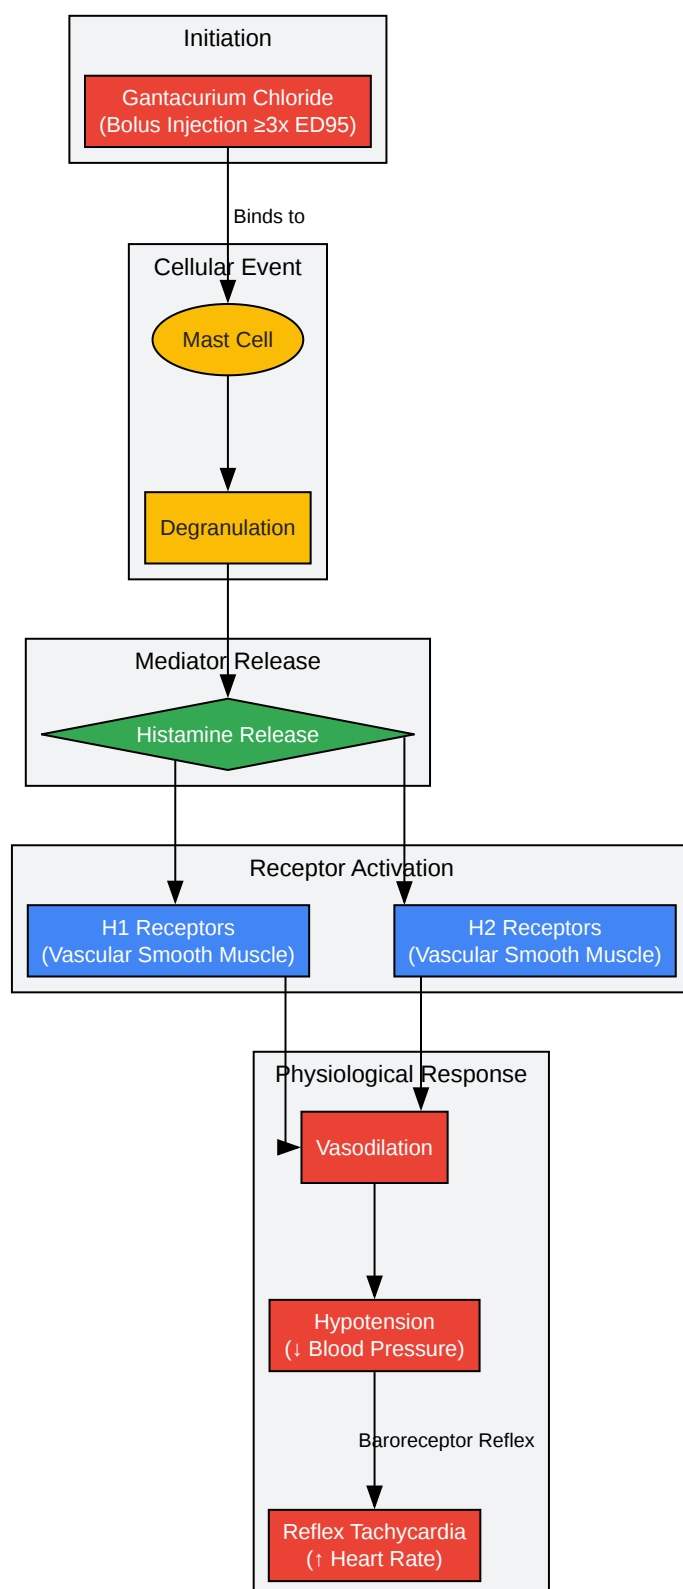 Initiation
Gantacurium Chloride
(Bolus Injection ≥3x ED95)
Binds to
Cellular Event
Mast Cell
Degranulation
Mediator Release
Histamine Release
Receptor Activation
H1 Receptors
(Vascular Smooth Muscle)
H2 Receptors
(Vascular Smooth Muscle)
Physiological Response
Vasodilation
Hypotension
(↓ Blood Pressure)
Baroreceptor Reflex
Reflex Tachycardia
(↑ Heart Rate)